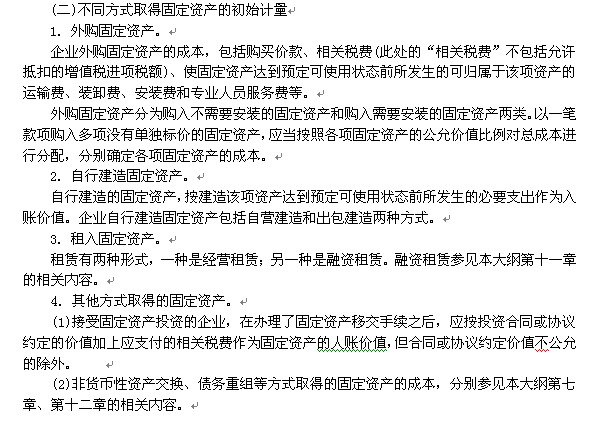 (二)不同方式取得固定资产的初始计量
1. 外购固定资产。
企业外购固定资产的成本，包括购买价款、相关税费(此处的“相关税费”不包括允许
抵扣的增值税进项税额)、使固定资产达到预定可使用状态前所发生的可归属于该项资产的
运输费、装卸费、安装费和专业人员服务费等。
外购固定资产分为购入不需要安装的固定资产和购入需要安装的固定资产两类。以一笔
款项购入多项没有单独标价的固定资产，应当按照各项固定资产的公允价值比例对总成本进
行分配，分别确定各项固定资产的成本。
2. 自行建造固定资产。
自行建造的固定资产，按建造该项资产达到预定可使用状态前所发生的必要支出作为入
账价值。企业自行建造固定资产包括自营建造和出包建造两种方式。
3. 租入固定资产。
租赁有两种形式，一种是经营租赁；另一种是融资租赁。融资租赁参见本大纲第十一章
的相关内容。
4. 其他方式取得的固定资产。
(1)接受固定资产投资的企业，在办理了固定资产移交手续之后，应按投资合同或协议
约定的价值加上应支付的相关税费作为固定资产的人账价值，但合同或协议约定价值不公允
的除外。
(2)非货币性资产交换、债务重组等方式取得的固定资产的成本，分别参见本大纲第七
章、第十二章的相关内容。